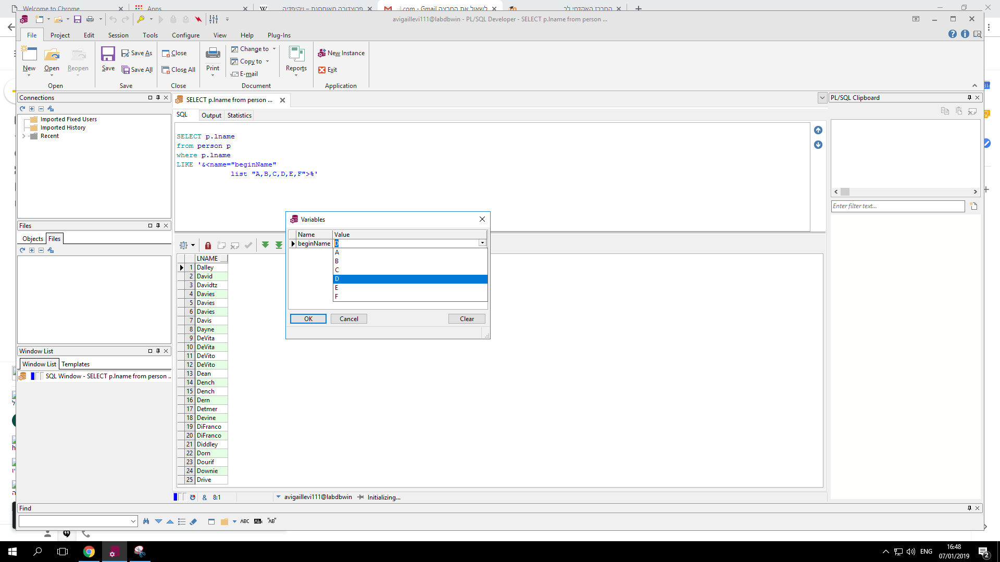 Welcome to Chrome
Apps
פרוצדורה מאוחסנת – ויקיפדיה
לשאול את המרצה - Gmail
המרכז האקדמי לכ
avigaillevi111@labdbwin - PL/SQL Developer - SELECT p.lname from person ...
File Project Edit Session Tools Configure View Help Plug-Ins
New Open Reopen
Open
Save Save As Save All
Save
Close Close All
Close
Print Change to Copy to E-mail Reports
Document
New Instance Exit
Application
Connections
Imported Fixed Users
Imported History
Recent
Files
Objects Files
Window List
Window List Templates
SQL Window - SELECT p.lname from person ..
SELECT p.lname from person ...
SQL Output Statistics
SELECT p.lname
from person p
where p.lname
LIKE '&<name="beginName"
list "A,B,C,D,E,F">%'
Variables
Name Value
beginName D
A
B
C
D
E
F
OK Cancel Clear
LNAME
1 Dalley
2 David
3 Davidtz
4 Davies
5 Davies
6 Davies
7 Davis
8 Dayne
9 DeVita
10 DeVita
11 DeVito
12 DeVito
13 Dean
14 Dench
15 Dench
16 Dern
17 Detmer
18 Devine
19 DiFranco
20 DiFranco
21 Diddley
22 Dorn
23 Dourif
24 Downie
25 Drive
& 8:1 avigaillevi111@labdbwin Initializing...
PL/SQL Clipboard
Enter filter text...
Find
ABC "AB"
ENG
16:48
07/01/2019
2